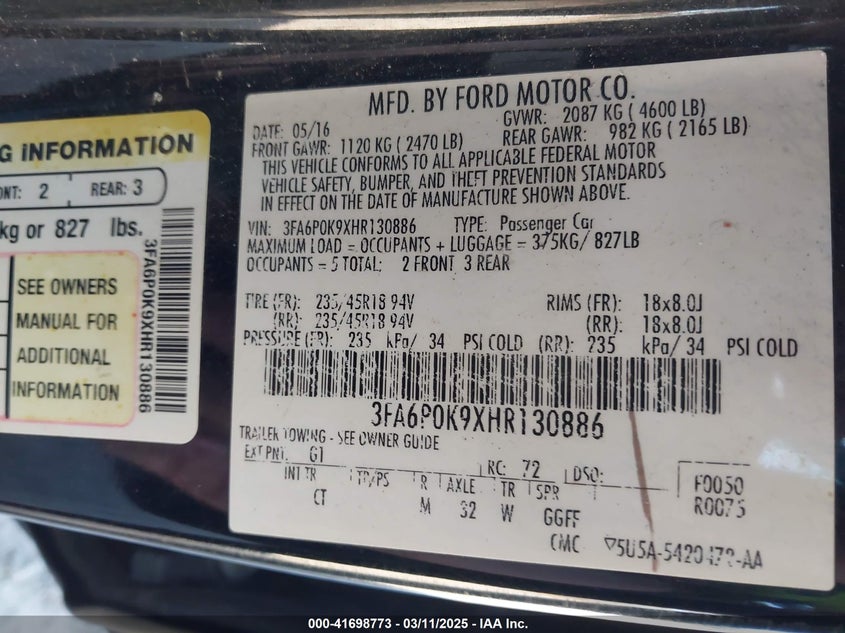 G iNFORMATION
NT: 2 REAR: 3
kg or 827 lbs.
SEE OWNERS
MANUAL FOR
ADDITIONAL
INFORMATION
3FA6P0K9XHR130886
MFD. BY FORD MOTOR CO.
DATE: 05/16 GVWR: 2087 KG ( 4600 LB)
FRONT GAWR: 1120 KG ( 2470 LB) REAR GAWR: 982 KG ( 2165 LB)
THIS VEHICLE CONFORMS TO ALL APPLICABLE FEDERAL MOTOR
VEHICLE SAFETY, BUMPER, AND THEFT PREVENTION STANDARDS
IN EFFECT ON THE DATE OF MANUFACTURE SHOWN ABOVE.
VIN: 3FA6P0K9XHR130886 TYPE: Passenger Car
MAXIMUM LOAD = OCCUPANTS + LUGGAGE = 375KG/ 827LB
OCCUPANTS = 5 TOTAL: 2 FRONT 3 REAR
TIRE (FR): 235/45R18 94V RIMS (FR): 18x8.0J
(RR): 235/45R18 94V (RR): 18x8.0J
PRESSURE (FR): 235 kPa/ 34 PSI COLD (RR): 235 kPa/ 34 PSI COLD
3FA6P0K9XHR130886
TRAILER TOWING - SEE OWNER GUIDE
EXT PNT: G1 RC: 72 DSO: F0050
INT TR TP/PS R AXLE TR SPR R0075
CT M 32 W GGFF
CMC 5U5A-5420472-AA
000-41698773 - 03/11/2025 - IAA Inc.